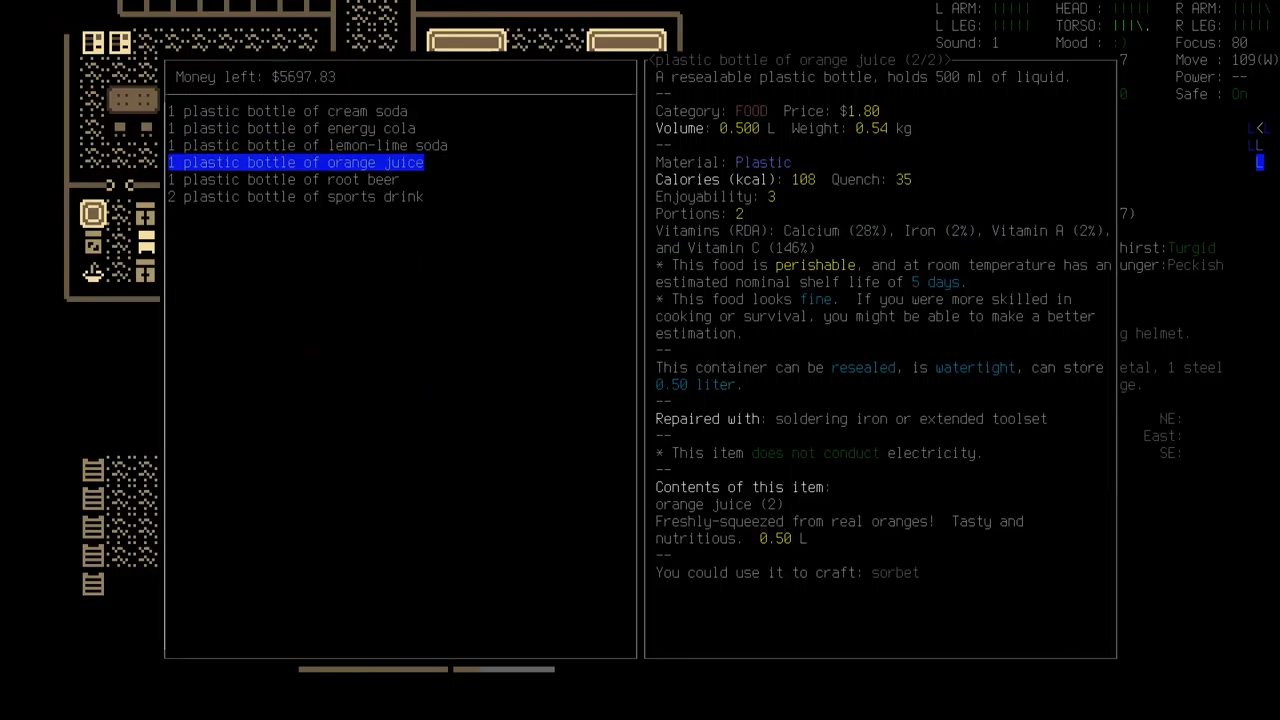 L ARM: ||||| HEAD : ||||| R ARM: |||||
L LEG: ||||| TORSO: |||\. R LEG: |||||
Sound: 1 Mood : :) Focus: 80
Money left: $5697.83
1 plastic bottle of cream soda
1 plastic bottle of energy cola
1 plastic bottle of lemon-lime soda
1 plastic bottle of orange juice
1 plastic bottle of root beer
2 plastic bottle of sports drink
<plastic bottle of orange juice (2/2)>
A resealable plastic bottle, holds 500 ml of liquid.
--
Category: FOOD Price: $1.80
Volume: 0.500 L Weight: 0.54 kg
--
Material: Plastic
Calories (kcal): 108 Quench: 35
Enjoyability: 3
Portions: 2
Vitamins (RDA): Calcium (28%), Iron (2%), Vitamin A (2%),
and Vitamin C (146%)
* This food is perishable, and at room temperature has an
estimated nominal shelf life of 5 days.
* This food looks fine. If you were more skilled in
cooking or survival, you might be able to make a better
estimation.
--
This container can be resealed, is watertight, can store
0.50 liter.
--
Repaired with: soldering iron or extended toolset
--
* This item does not conduct electricity.
--
Contents of this item:
orange juice (2)
Freshly-squeezed from real oranges! Tasty and
nutritious. 0.50 L
--
You could use it to craft: sorbet
7 Move : 109(W)
Power: --
0 Safe : On
L<
LL
L
7)
hirst:Turgid
unger:Peckish
g helmet.
etal, 1 steel
ge.
NE:
East:
SE: